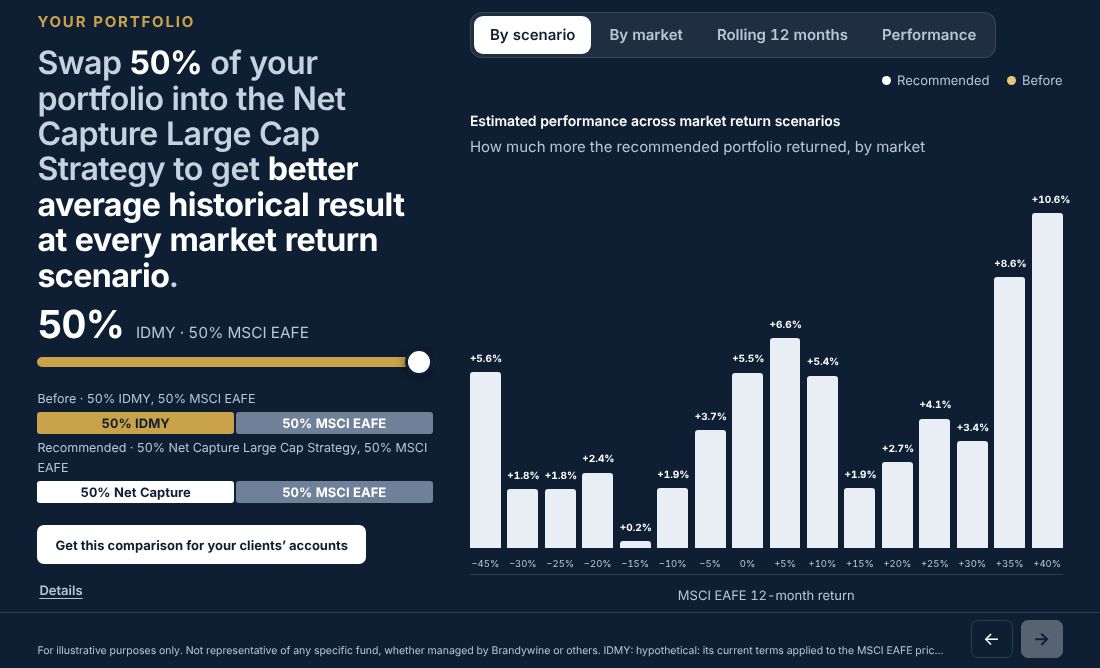 YOUR PORTFOLIO
Swap 50% of your
portfolio into the Net
Capture Large Cap
Strategy to get better
average historical result
at every market return
scenario.
50% IDMY · 50% MSCI EAFE
Before · 50% IDMY, 50% MSCI EAFE
50% IDMY
50% MSCI EAFE
Recommended · 50% Net Capture Large Cap Strategy, 50% MSCI
EAFE
50% Net Capture
50% MSCI EAFE
Get this comparison for your clients’ accounts
Details
By scenario
By market
Rolling 12 months
Performance
Recommended
Before
Estimated performance across market return scenarios
How much more the recommended portfolio returned, by market
+5.6%
+1.8%
+1.8%
+2.4%
+0.2%
+1.9%
+3.7%
+5.5%
+6.6%
+5.4%
+1.9%
+2.7%
+4.1%
+3.4%
+8.6%
+10.6%
−45% −30% −25% −20% −15% −10% −5% 0% +5% +10% +15% +20% +25% +30% +35% +40%
MSCI EAFE 12-month return
For illustrative purposes only. Not representative of any specific fund, whether managed by Brandywine or others. IDMY: hypothetical: its current terms applied to the MSCI EAFE pric…